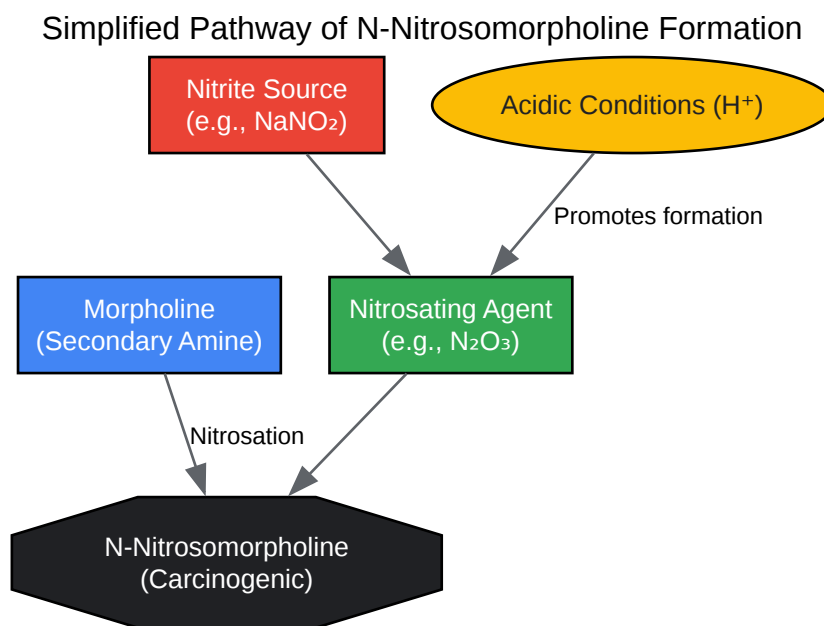 Simplified Pathway of N-Nitrosomorpholine Formation
Nitrite Source
(e.g., NaNO₂)
Acidic Conditions (H⁺)
Promotes formation
Morpholine
(Secondary Amine)
Nitrosating Agent
(e.g., N₂O₃)
Nitrosation
N-Nitrosomorpholine
(Carcinogenic)